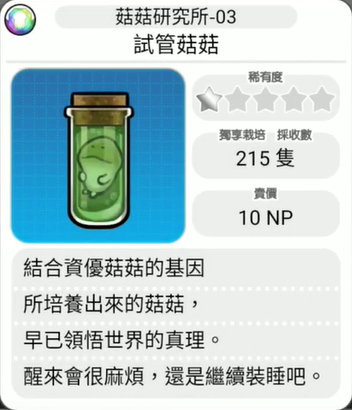 菇菇研究所-03
試管菇菇
稀有度
獨享栽培 採收數
215 隻
賣價
10 NP
結合資優菇菇的基因
所培養出來的菇菇，
早已領悟世界的真理。
醒來會很麻煩，還是繼續裝睡吧。